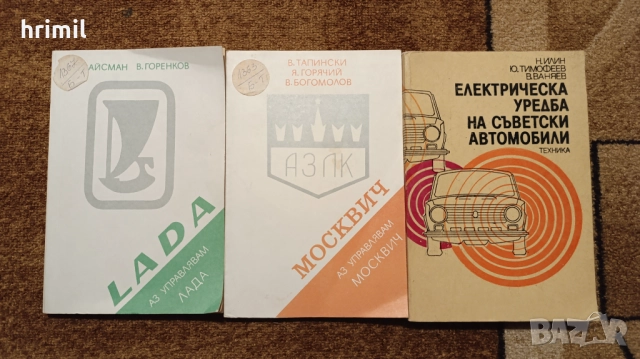 hrimil
АЙСМАН В. ГОРЕНКОВ
LADA
АЗ УПРАВЛЯВАМ
ЛАДА
В. ТАПИНСКИ
Я. ГОРЯЧИЙ
В. БОГОМОЛОВ
АЗЛК
МОСКВИЧ
АЗ УПРАВЛЯВАМ
МОСКВИЧ
Н. ИЛИН
Ю. ТИМОФЕЕВ
В. ВАНЯЕВ
ЕЛЕКТРИЧЕСКА
УРЕДБА
НА СЪВЕТСКИ
АВТОМОБИЛИ
ТЕХНИКА
BAZAR